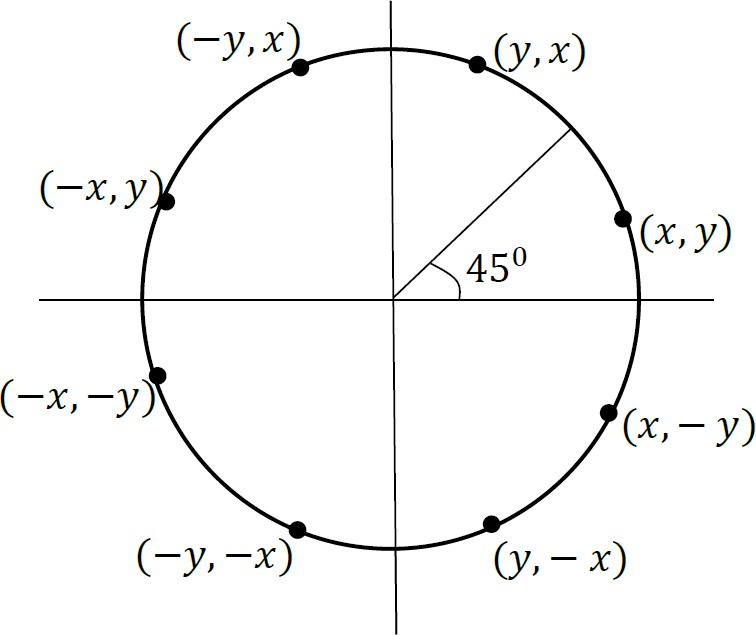 (−y, x)
(y, x)
(−x, y)
(x, y)
45⁰
(−x, −y)
(x, − y)
(−y, −x)
(y, − x)